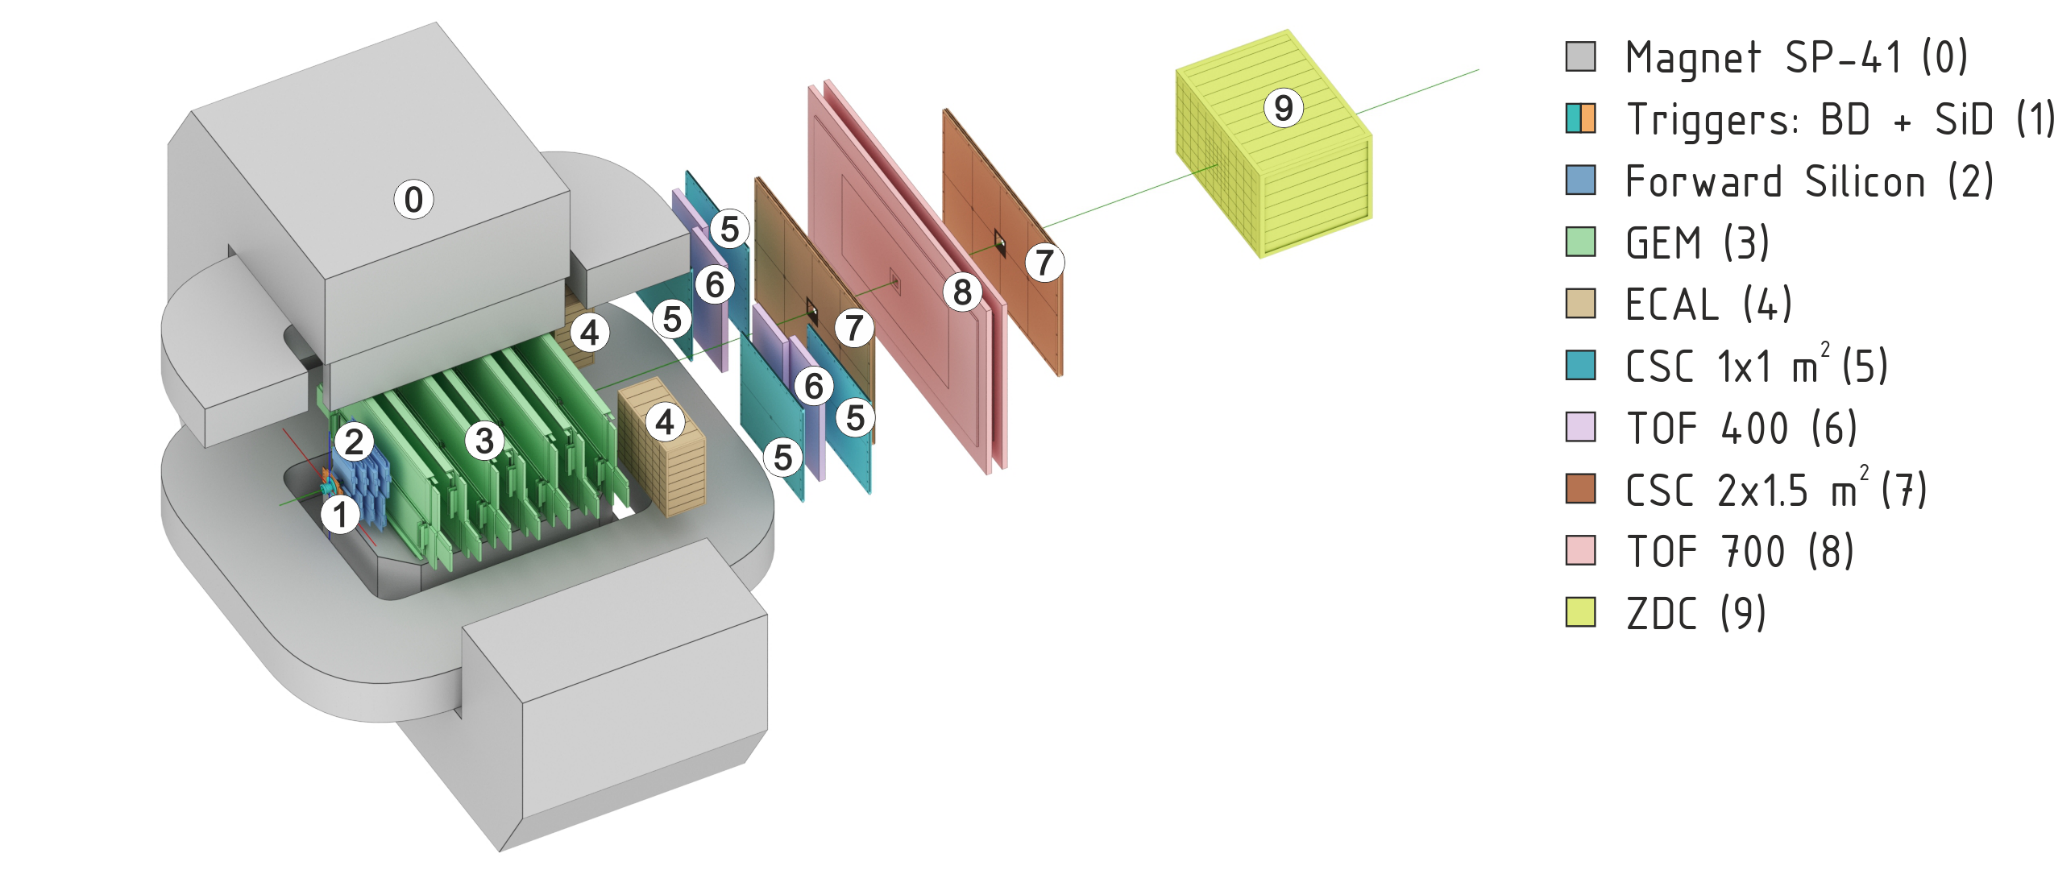 0
5
6
5
4
7
8
7
9
4
6
5
5
2
3
1
Magnet SP-41 (0)
Triggers: BD + SiD (1)
Forward Silicon (2)
GEM (3)
ECAL (4)
CSC 1x1 m² (5)
TOF 400 (6)
CSC 2x1.5 m² (7)
TOF 700 (8)
ZDC (9)